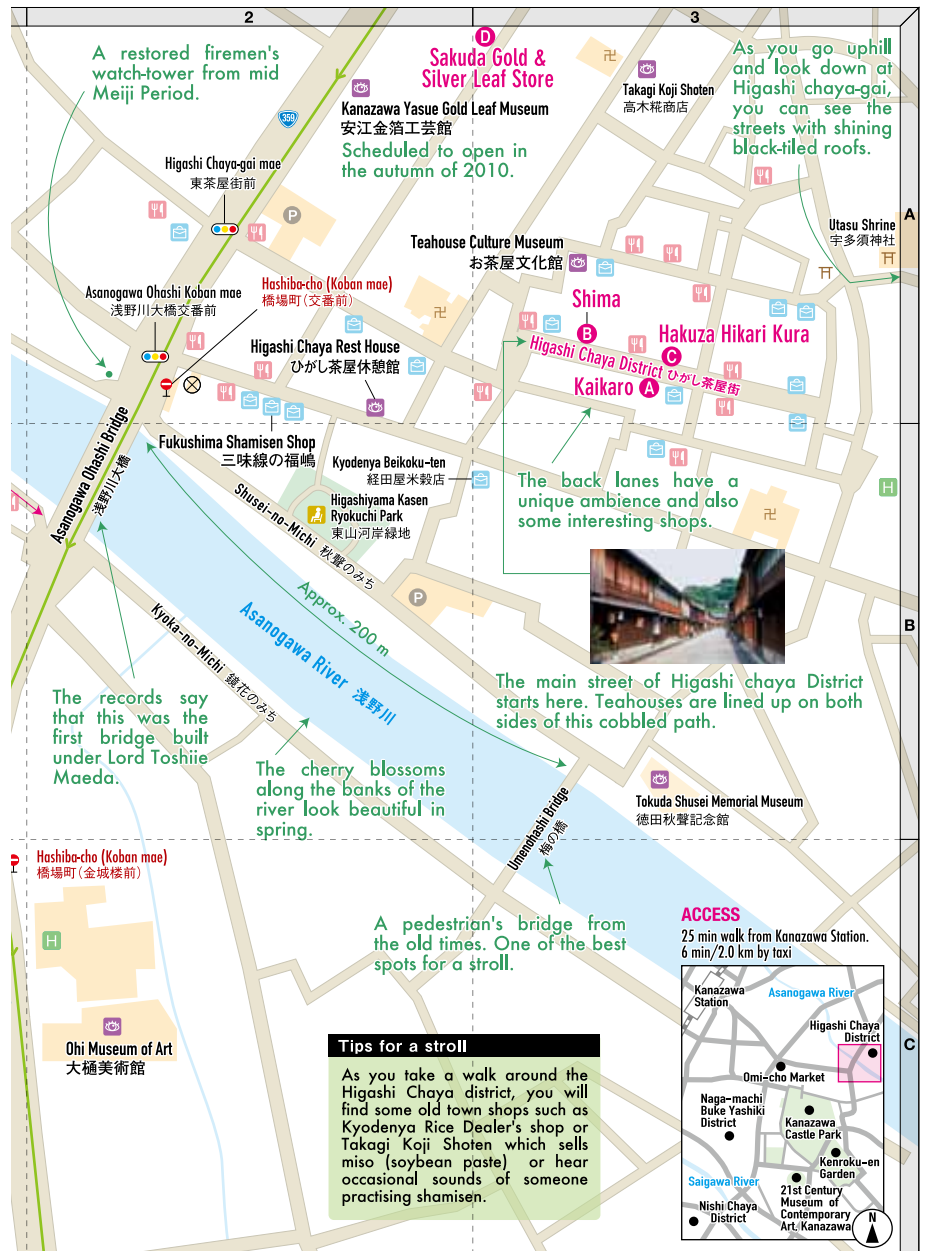 2
3
A restored firemen's
watch-tower from mid
Meiji Period.
D
Sakuda Gold &
Silver Leaf Store
As you go uphill
and look down at
Higashi chaya-gai,
you can see the
streets with shining
black-tiled roofs.
Takagi Koji Shoten
高木糀商店
Kanazawa Yasue Gold Leaf Museum
安江金箔工芸館
Scheduled to open in
the autumn of 2010.
359
Higashi Chaya-gai mae
東茶屋街前
P
A
Utasu Shrine
宇多須神社
Teahouse Culture Museum
お茶屋文化館
Hashiba-cho (Koban mae)
橋場町(交番前)
Asanogawa Ohashi Koban mae
浅野川大橋交番前
Shima
B
Hakuza Hikari Kura
C
Higashi Chaya District ひがし茶屋街
Kaikaro A
Higashi Chaya Rest House
ひがし茶屋休憩館
Fukushima Shamisen Shop
三味線の福嶋
Kyodenya Beikoku-ten
経田屋米穀店
Asanogawa Ohashi Bridge
浅野川大橋
Shusei-no-Michi 秋聲のみち
Higashiyama Kasen
Ryokuchi Park
東山河岸緑地
The back lanes have a
unique ambience and also
some interesting shops.
H
P
B
Approx. 200 m
Asanogawa River 浅野川
Kyoka-no-Michi 鏡花のみち
The main street of Higashi chaya District
starts here. Teahouses are lined up on both
sides of this cobbled path.
The records say
that this was the
first bridge built
under Lord Toshiie
Maeda.
The cherry blossoms
along the banks of the
river look beautiful in
spring.
Umenohashi Bridge
梅の橋
Tokuda Shusei Memorial Museum
徳田秋聲記念館
Hashiba-cho (Koban mae)
橋場町(金城楼前)
H
A pedestrian's bridge from
the old times. One of the best
spots for a stroll.
Ohi Museum of Art
大樋美術館
Tips for a stroll
As you take a walk around the
Higashi Chaya district, you will
find some old town shops such as
Kyodenya Rice Dealer's shop or
Takagi Koji Shoten which sells
miso (soybean paste) or hear
occasional sounds of someone
practising shamisen.
ACCESS
25 min walk from Kanazawa Station.
6 min/2.0 km by taxi
Kanazawa
Station
Asanogawa River
Higashi Chaya
District
Omi-cho Market
Naga-machi
Buke Yashiki
District
Kanazawa
Castle Park
Kenroku-en
Garden
Saigawa River
21st Century
Museum of
Contemporary
Art, Kanazawa
Nishi Chaya
District
N
C